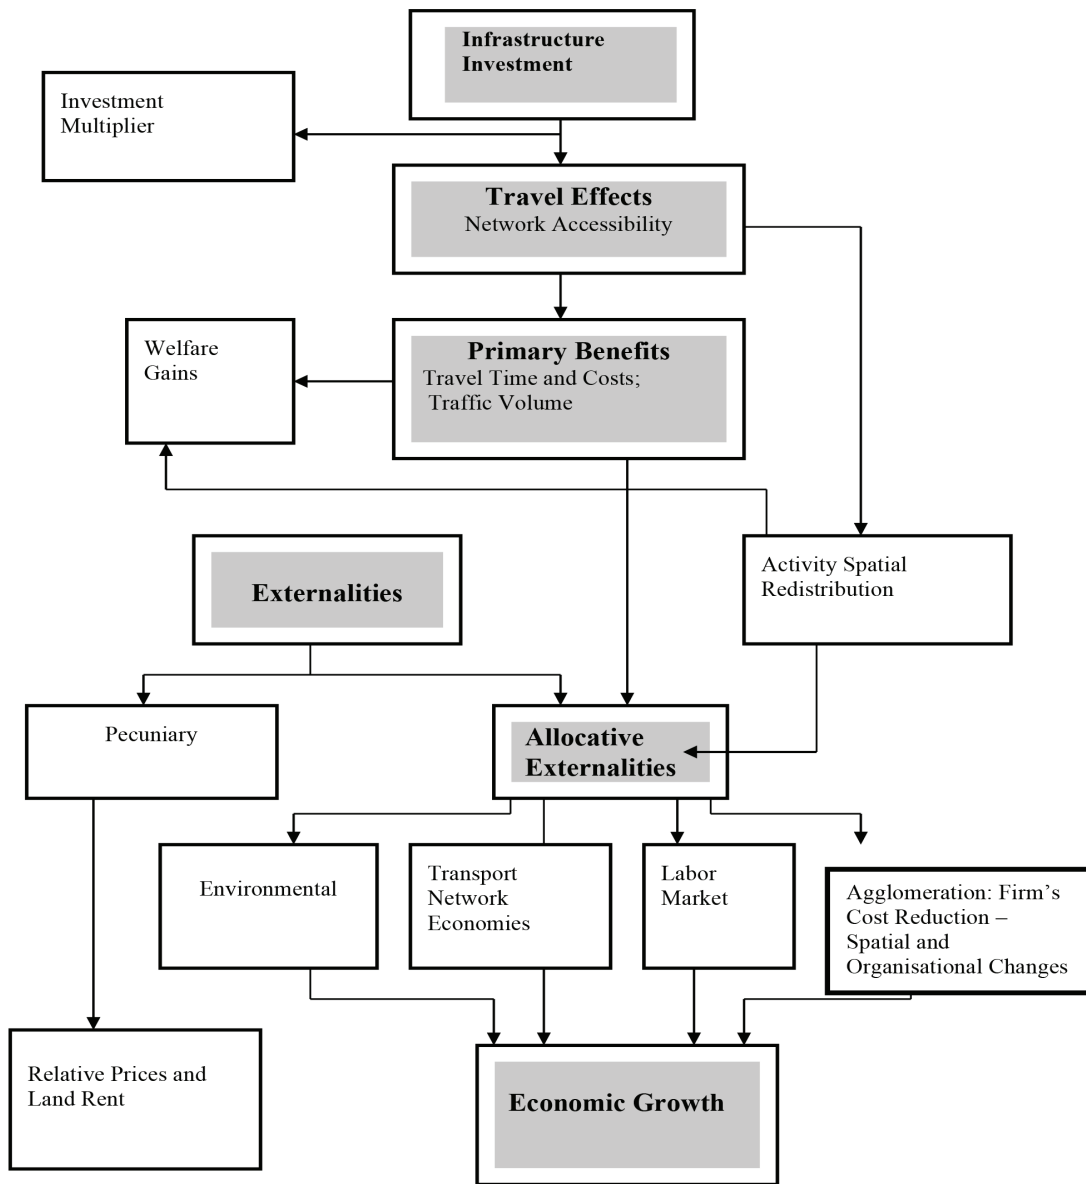 Infrastructure
Investment
Investment
Multiplier
Travel Effects
Network Accessibility
Welfare
Gains
Primary Benefits
Travel Time and Costs;
Traffic Volume
Externalities
Activity Spatial
Redistribution
Pecuniary
Allocative
Externalities
Environmental
Transport
Network
Economies
Labor
Market
Agglomeration: Firm’s
Cost Reduction –
Spatial and
Organisational Changes
Relative Prices and
Land Rent
Economic Growth